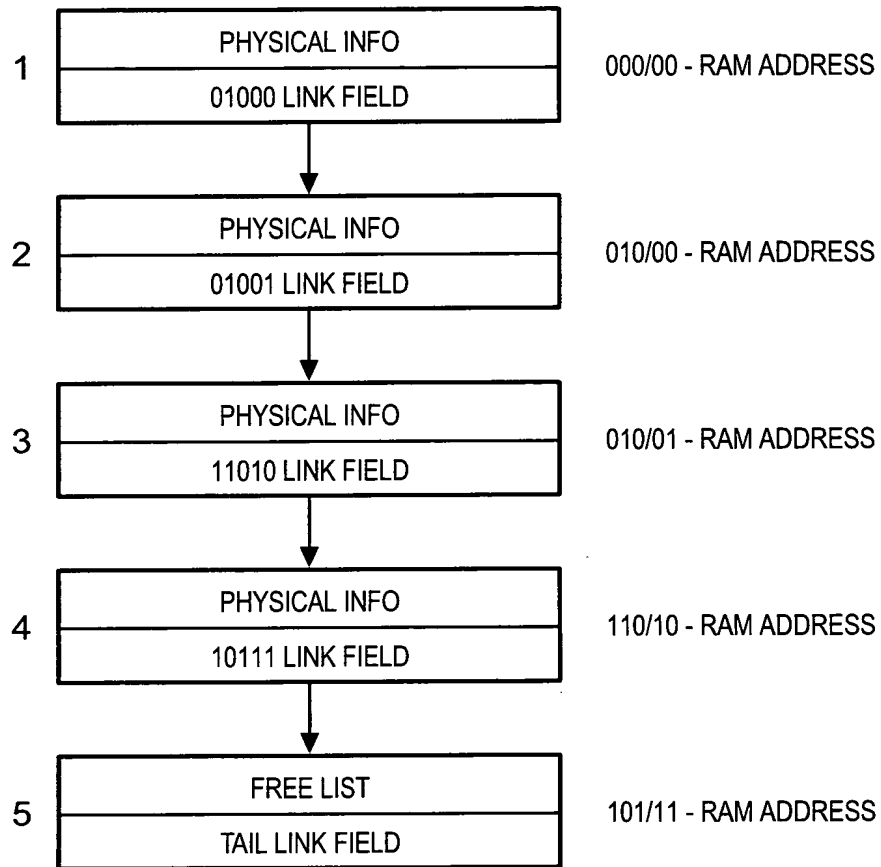 PHYSICAL INFO
1
000/00 - RAM ADDRESS
01000 LINK FIELD
PHYSICAL INFO
2
010/00 - RAM ADDRESS
01001 LINK FIELD
PHYSICAL INFO
3
010/01 - RAM ADDRESS
11010 LINK FIELD
PHYSICAL INFO
4
110/10 - RAM ADDRESS
10111 LINK FIELD
FREE LIST
5
101/11 - RAM ADDRESS
TAIL LINK FIELD